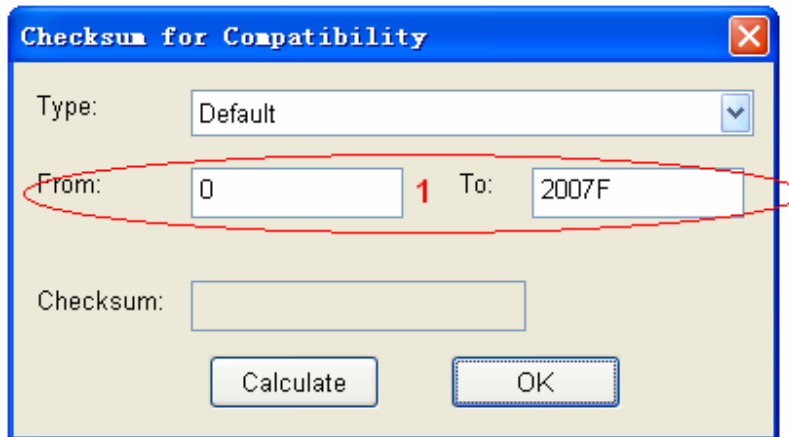 Checksum for Compatibility
Type: Default
From: 0 1 To: 2007F
Checksum:
Calculate OK